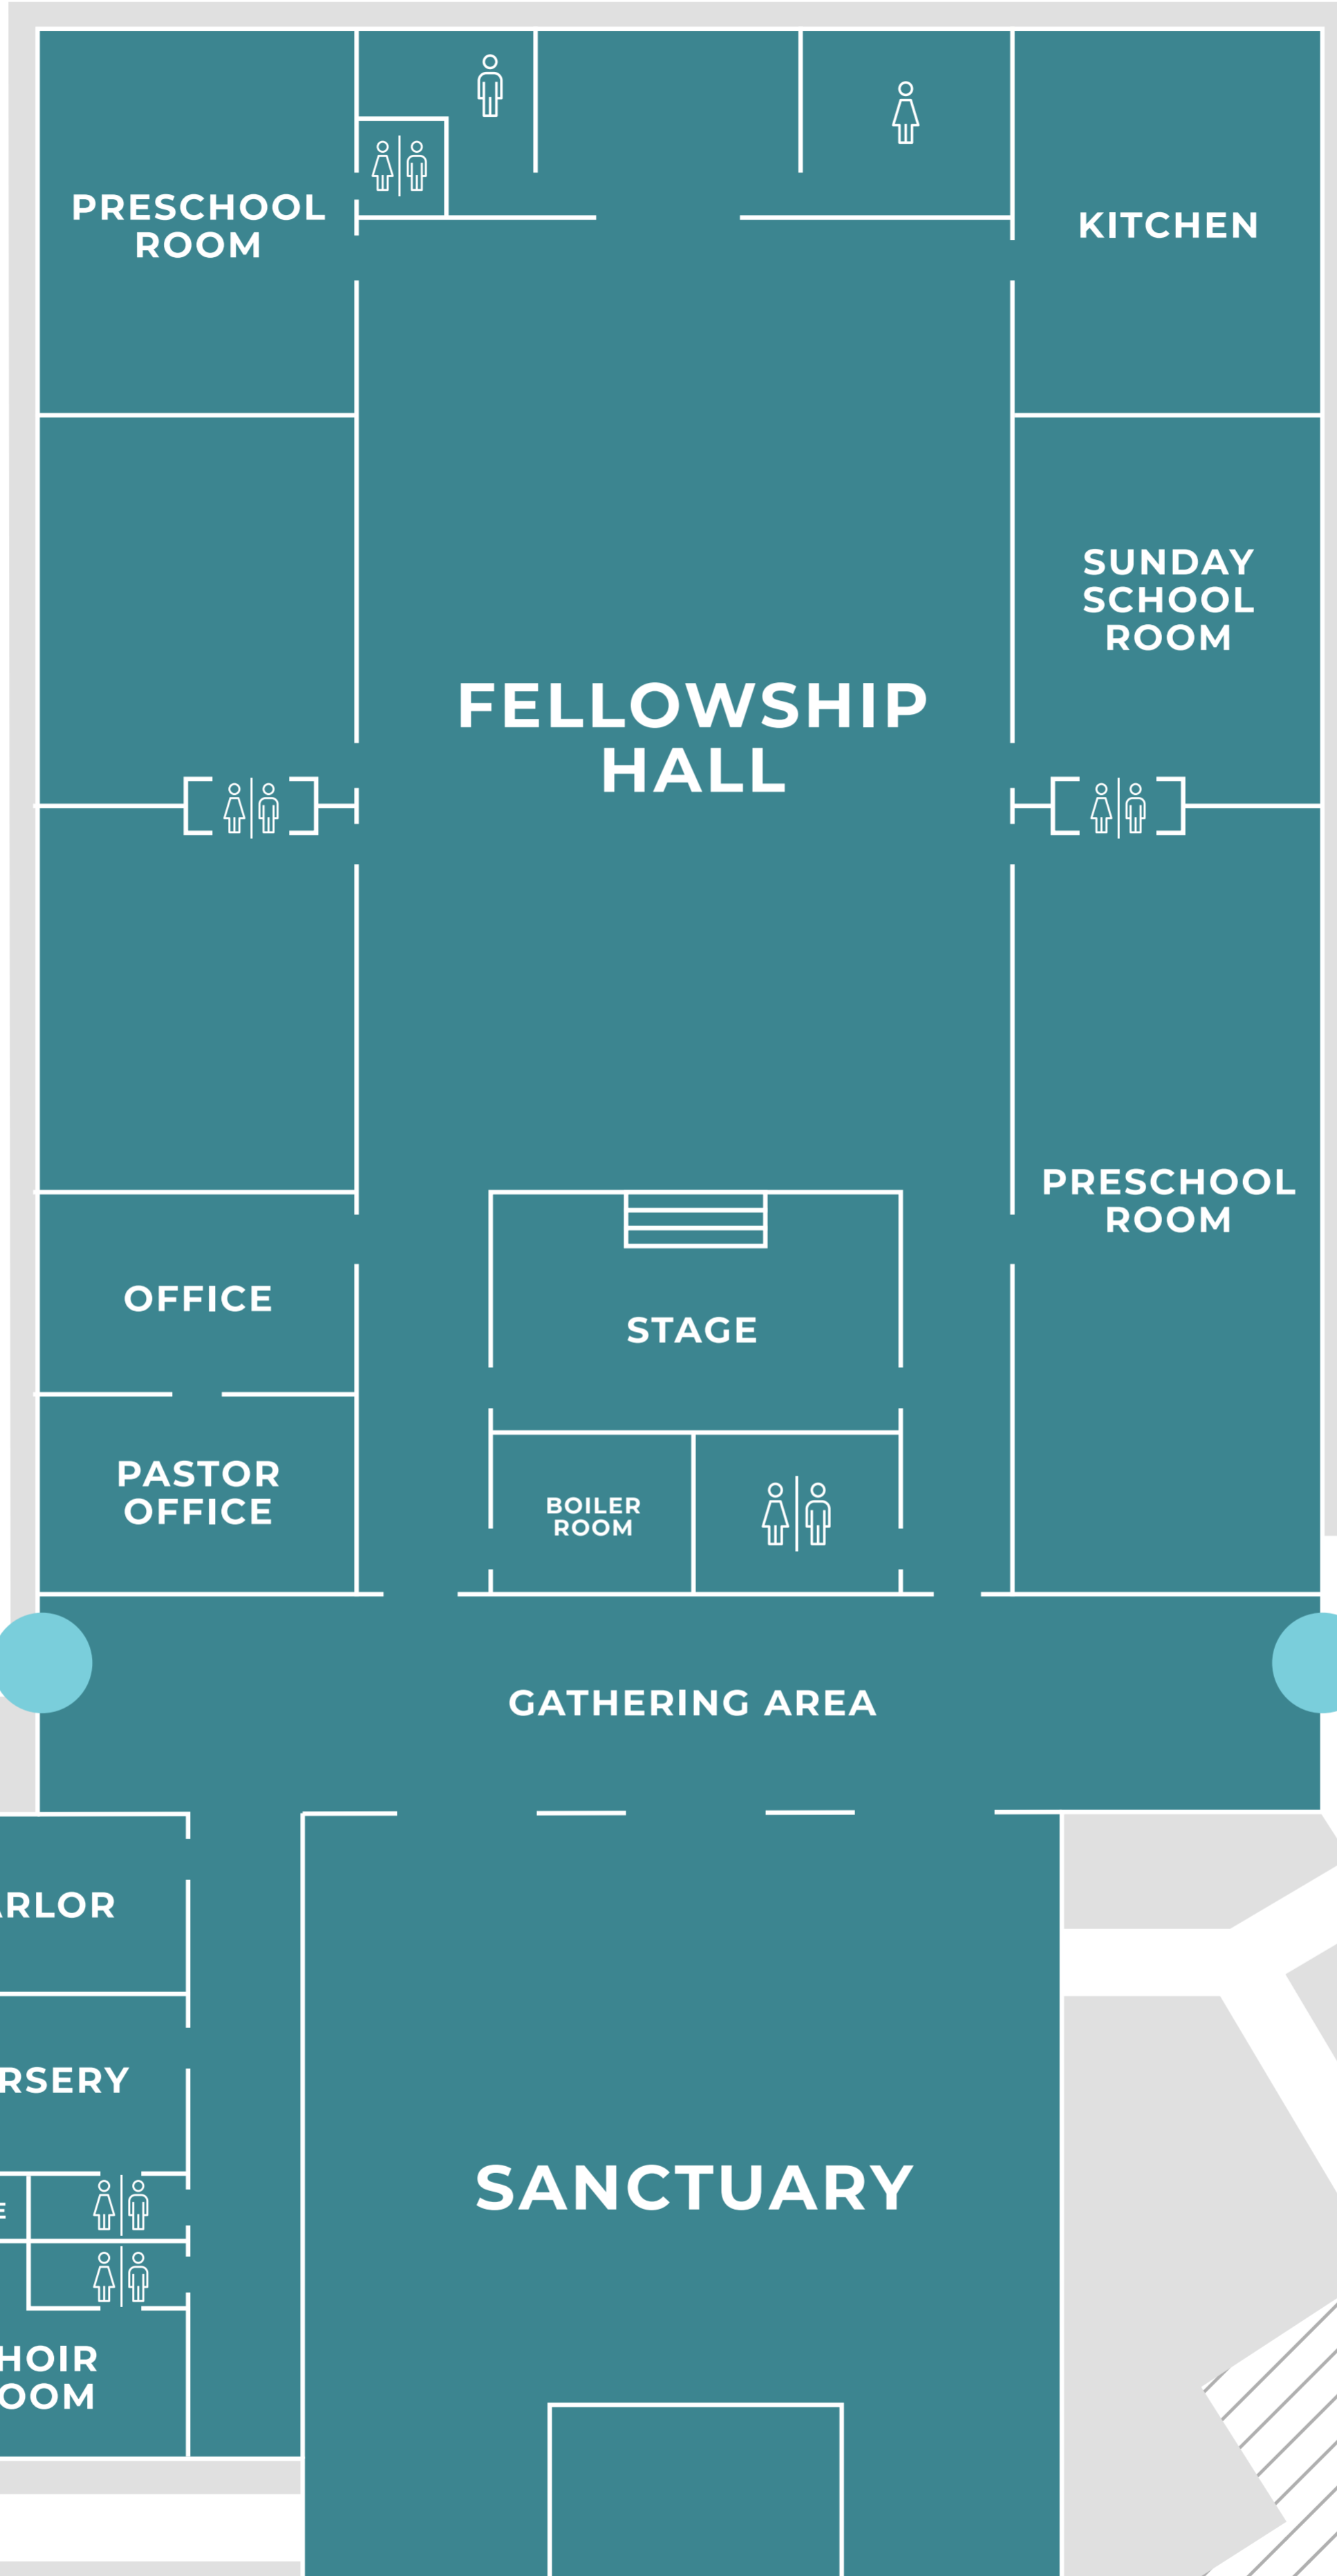 PRESCHOOL
ROOM
KITCHEN
SUNDAY
SCHOOL
ROOM
FELLOWSHIP
HALL
PRESCHOOL
ROOM
OFFICE
STAGE
PASTOR
OFFICE
BOILER
ROOM
GATHERING AREA
RLOR
RSERY
SANCTUARY
E
HOIR
OOM